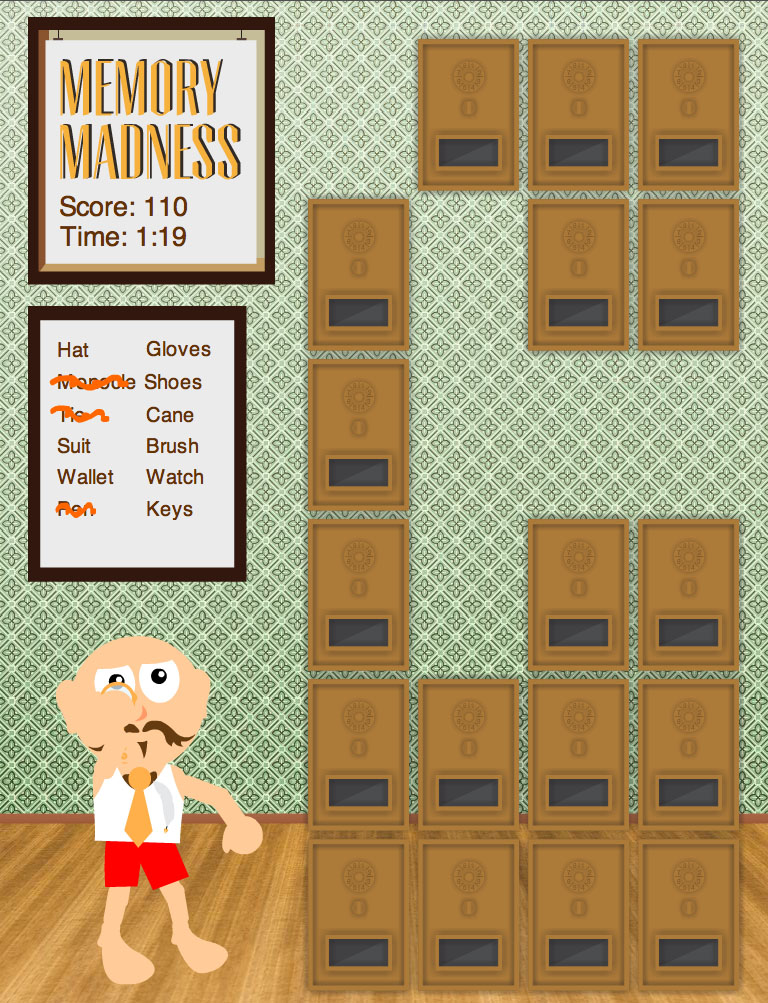 MEMORY
MADNESS
Score: 110
Time: 1:19
Hat Gloves
Monocle Shoes
Tie Cane
Suit Brush
Wallet Watch
Pen Keys